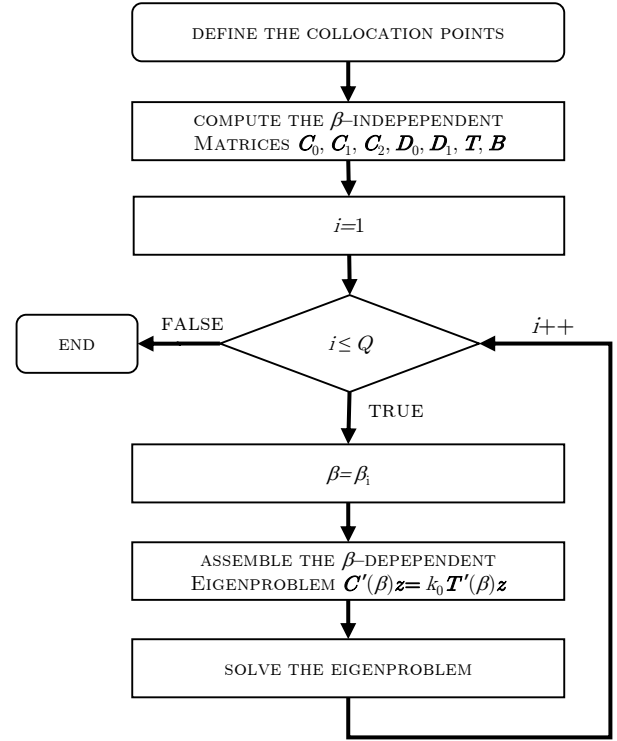 DEFINE THE COLLOCATION POINTS
COMPUTE THE β–INDEPEPENDENT
MATRICES C₀, C₁, C₂, D₀, D₁, T, B
i=1
i ≤ Q
FALSE
END
i++
TRUE
β=βᵢ
ASSEMBLE THE β–DEPEPENDENT
EIGENPROBLEM C′(β)z= k₀T′(β)z
SOLVE THE EIGENPROBLEM